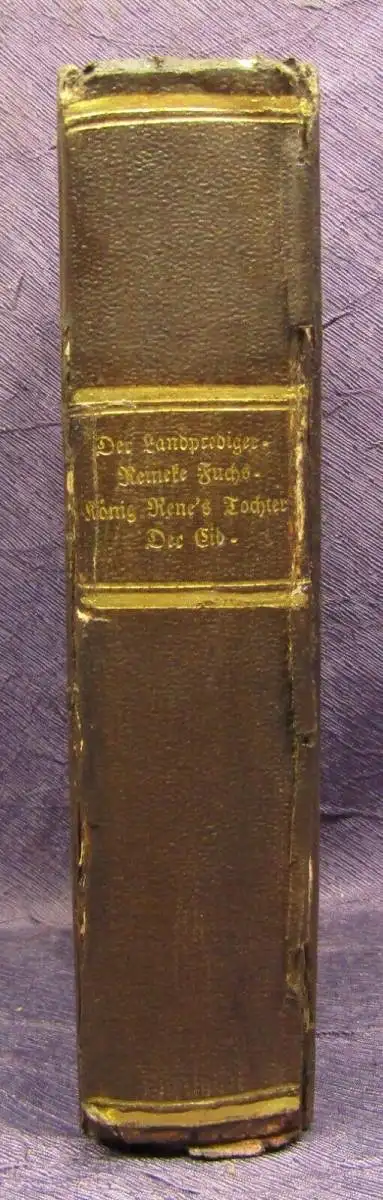 Der Landprediger-
Reineke Fuchs-
König Rene's Tochter
Der Cid-